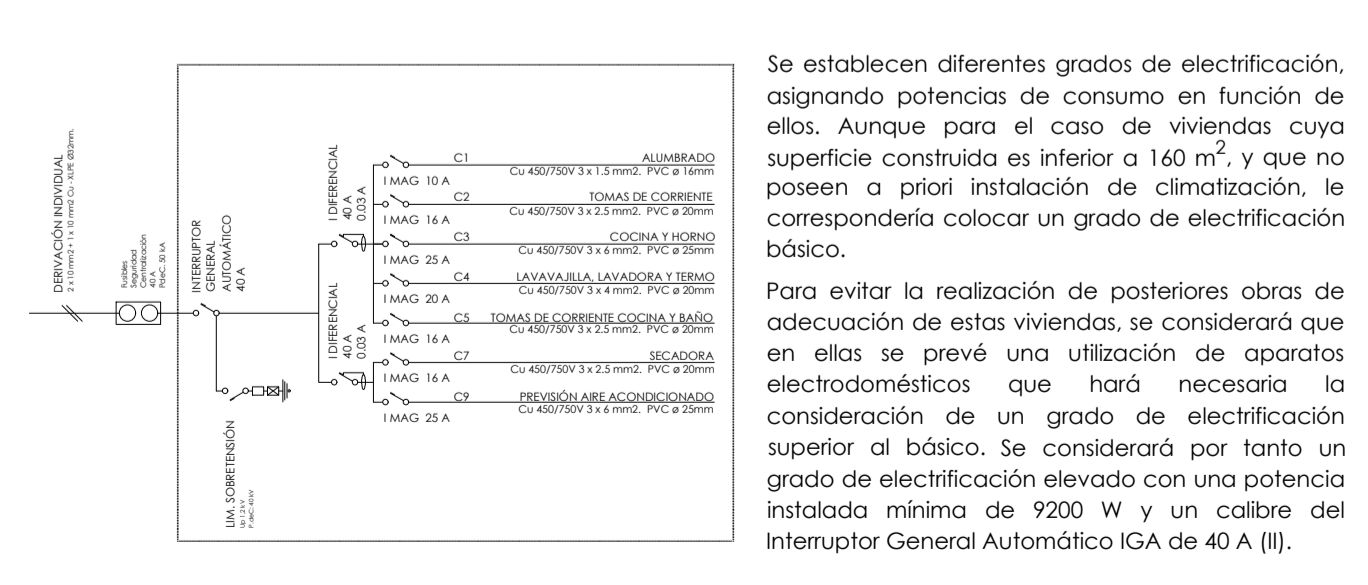 DERIVACIÓN INDIVIDUAL
2 x 10 mm2 + 1 x 10 mm2 Cu - XLPE Ø32mm.
Fusibles
Seguridad
Centralización
40 A
PdeC. 50 kA
INTERRUPTOR
GENERAL
AUTOMÁTICO
40 A
LIM. SOBRETENSIÓN
Up 1.2 kV
P.deC: 40 kV
I DIFERENCIAL
40 A
0.03 A
I DIFERENCIAL
40 A
0.03 A
C1 ALUMBRADO
Cu 450/750V 3 x 1.5 mm2. PVC ø 16mm
I MAG 10 A
C2 TOMAS DE CORRIENTE
Cu 450/750V 3 x 2.5 mm2. PVC ø 20mm
I MAG 16 A
C3 COCINA Y HORNO
Cu 450/750V 3 x 6 mm2. PVC ø 25mm
I MAG 25 A
C4 LAVAVAJILLA, LAVADORA Y TERMO
Cu 450/750V 3 x 4 mm2. PVC ø 20mm
I MAG 20 A
C5 TOMAS DE CORRIENTE COCINA Y BAÑO
Cu 450/750V 3 x 2.5 mm2. PVC ø 20mm
I MAG 16 A
C7 SECADORA
Cu 450/750V 3 x 2.5 mm2. PVC ø 20mm
I MAG 16 A
C9 PREVISIÓN AIRE ACONDICIONADO
Cu 450/750V 3 x 6 mm2. PVC ø 25mm
I MAG 25 A
Se establecen diferentes grados de electrificación,
asignando potencias de consumo en función de
ellos. Aunque para el caso de viviendas cuya
superficie construida es inferior a 160 m², y que no
poseen a priori instalación de climatización, le
correspondería colocar un grado de electrificación
básico.
Para evitar la realización de posteriores obras de
adecuación de estas viviendas, se considerará que
en ellas se prevé una utilización de aparatos
electrodomésticos que hará necesaria la
consideración de un grado de electrificación
superior al básico. Se considerará por tanto un
grado de electrificación elevado con una potencia
instalada mínima de 9200 W y un calibre del
Interruptor General Automático IGA de 40 A (II).